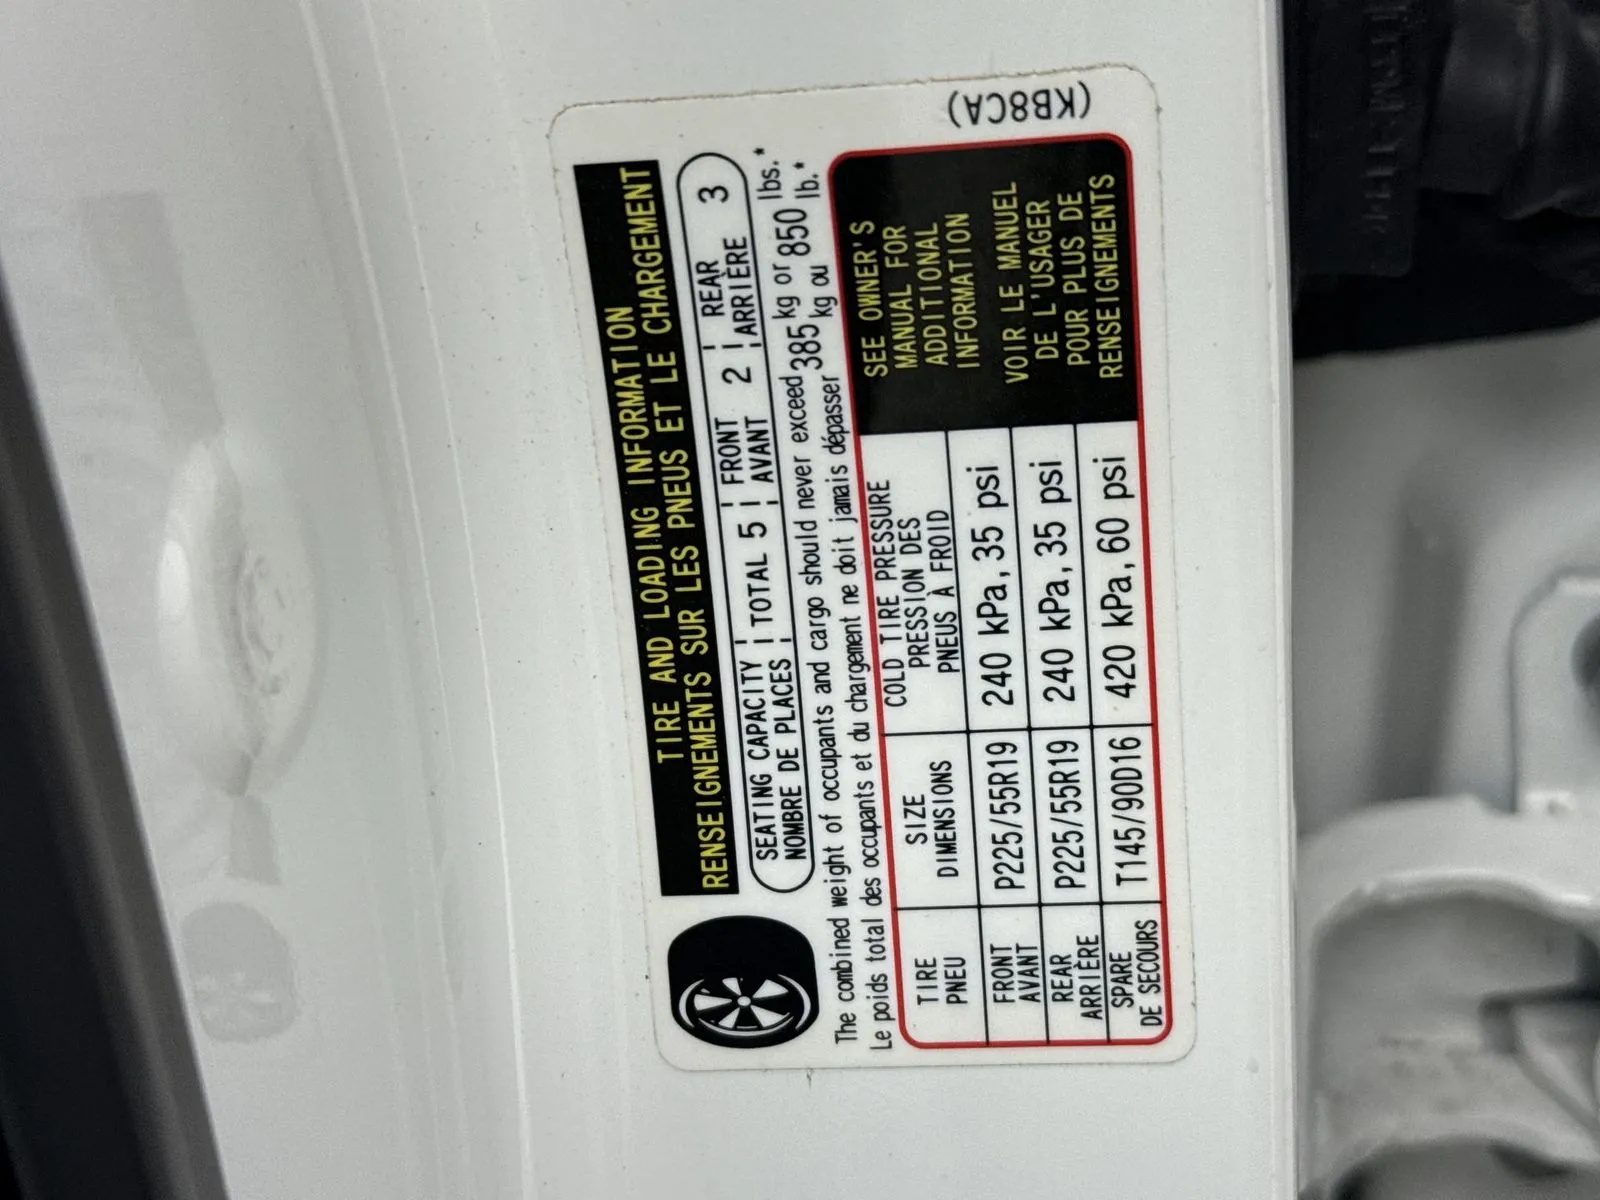 (KB8CA)
TIRE AND LOADING INFORMATION
RENSEIGNEMENTS SUR LES PNEUS ET LE CHARGEMENT
SEATING CAPACITY TOTAL 5 FRONT 2 REAR 3
NOMBRE DE PLACES AVANT ARRIÈRE
The combined weight of occupants and cargo should never exceed 385 kg or 850 lbs.*
Le poids total des occupants et du chargement ne doit jamais dépasser 385 kg ou 850 lb.*
TIRE
PNEU
SIZE
DIMENSIONS
COLD TIRE PRESSURE
PRESSION DES
PNEUS À FROID
FRONT
AVANT
P225/55R19
240 kPa, 35 psi
REAR
ARRIÈRE
P225/55R19
240 kPa, 35 psi
SPARE
DE SECOURS
T145/90D16
420 kPa, 60 psi
SEE OWNER'S
MANUAL FOR
ADDITIONAL
INFORMATION
VOIR LE MANUEL
DE L'USAGER
POUR PLUS DE
RENSEIGNEMENTS